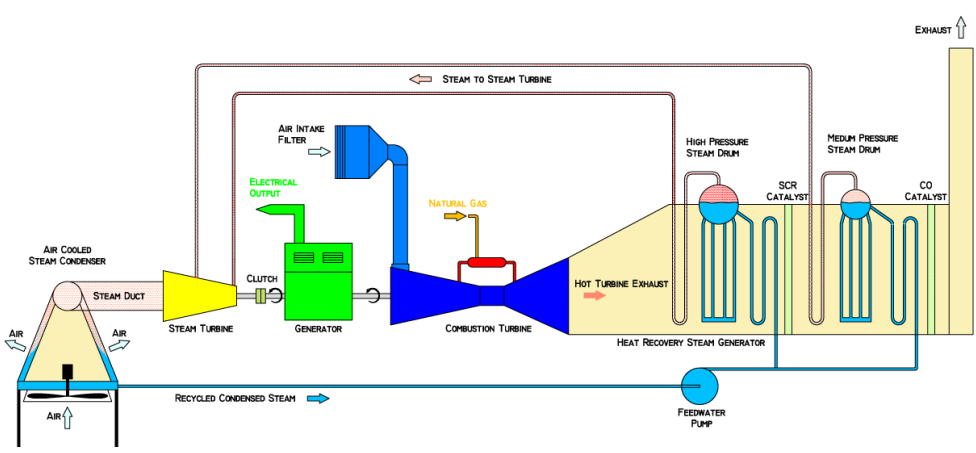 EXHAUST
STEAM TO STEAM TURBINE
AIR INTAKE
FILTER
HIGH PRESSURE
STEAM DRUM
MEDUM PRESSURE
STEAM DRUM
ELECTRICAL
OUTPUT
NATURAL GAS
SCR
CATALYST
CO
CATALYST
AIR COOLED
STEAM CONDENSER
STEAM DUCT
CLUTCH
HOT TURBINE EXHAUST
AIR
AIR
STEAM TURBINE
GENERATOR
COMBUSTION TURBINE
HEAT RECOVERY STEAM GENERATOR
RECYCLED CONDENSED STEAM
AIR
FEEDWATER
PUMP